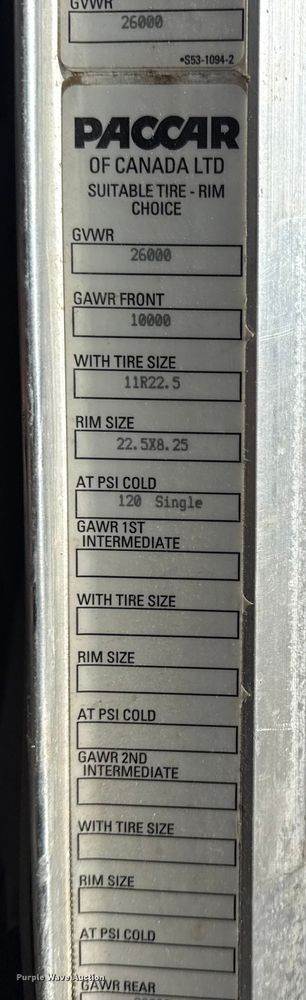 GVWR
26000
•S53-1094-2
PACCAR
OF CANADA LTD
SUITABLE TIRE - RIM
CHOICE
GVWR
26000
GAWR FRONT
10000
WITH TIRE SIZE
11R22.5
RIM SIZE
22.5X8.25
AT PSI COLD
120 Single
GAWR 1ST
INTERMEDIATE
WITH TIRE SIZE
RIM SIZE
AT PSI COLD
GAWR 2ND
INTERMEDIATE
WITH TIRE SIZE
RIM SIZE
AT PSI COLD
Purple Wave Auction
GAWR REAR